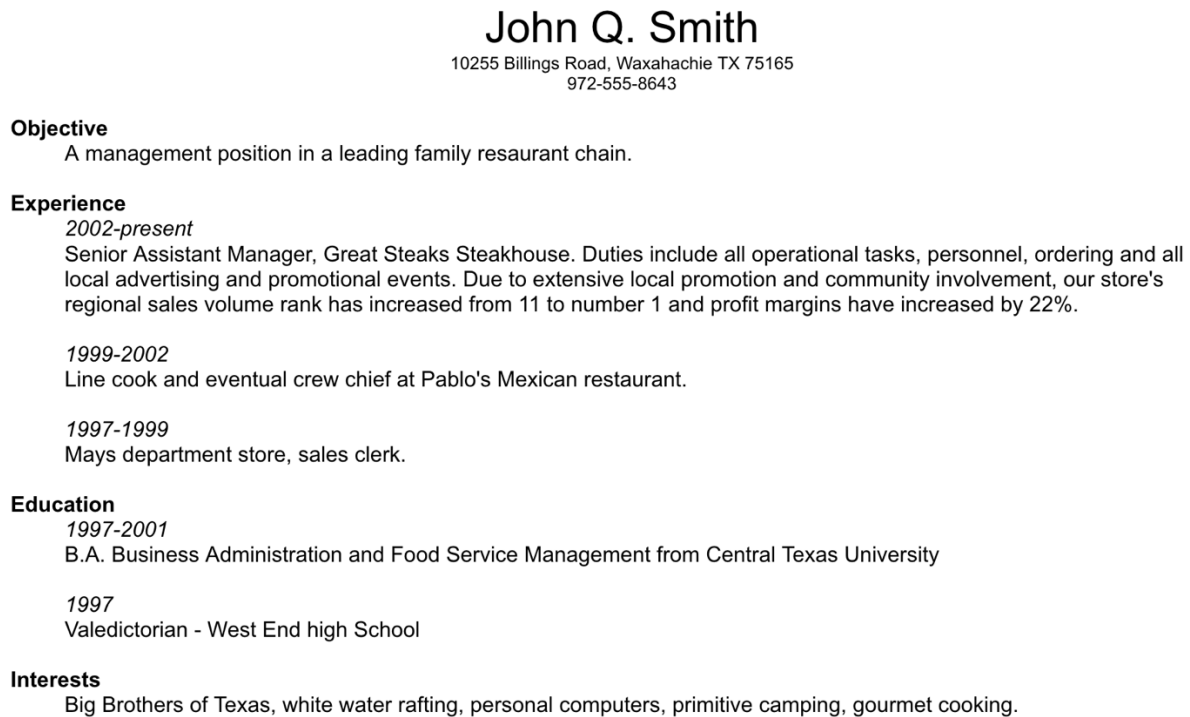 John Q. Smith
10255 Billings Road, Waxahachie TX 75165
972-555-8643
Objective
A management position in a leading family resaurant chain.
Experience
2002-present
Senior Assistant Manager, Great Steaks Steakhouse. Duties include all operational tasks, personnel, ordering and all
local advertising and promotional events. Due to extensive local promotion and community involvement, our store's
regional sales volume rank has increased from 11 to number 1 and profit margins have increased by 22%.
1999-2002
Line cook and eventual crew chief at Pablo's Mexican restaurant.
1997-1999
Mays department store, sales clerk.
Education
1997-2001
B.A. Business Administration and Food Service Management from Central Texas University
1997
Valedictorian - West End high School
Interests
Big Brothers of Texas, white water rafting, personal computers, primitive camping, gourmet cooking.